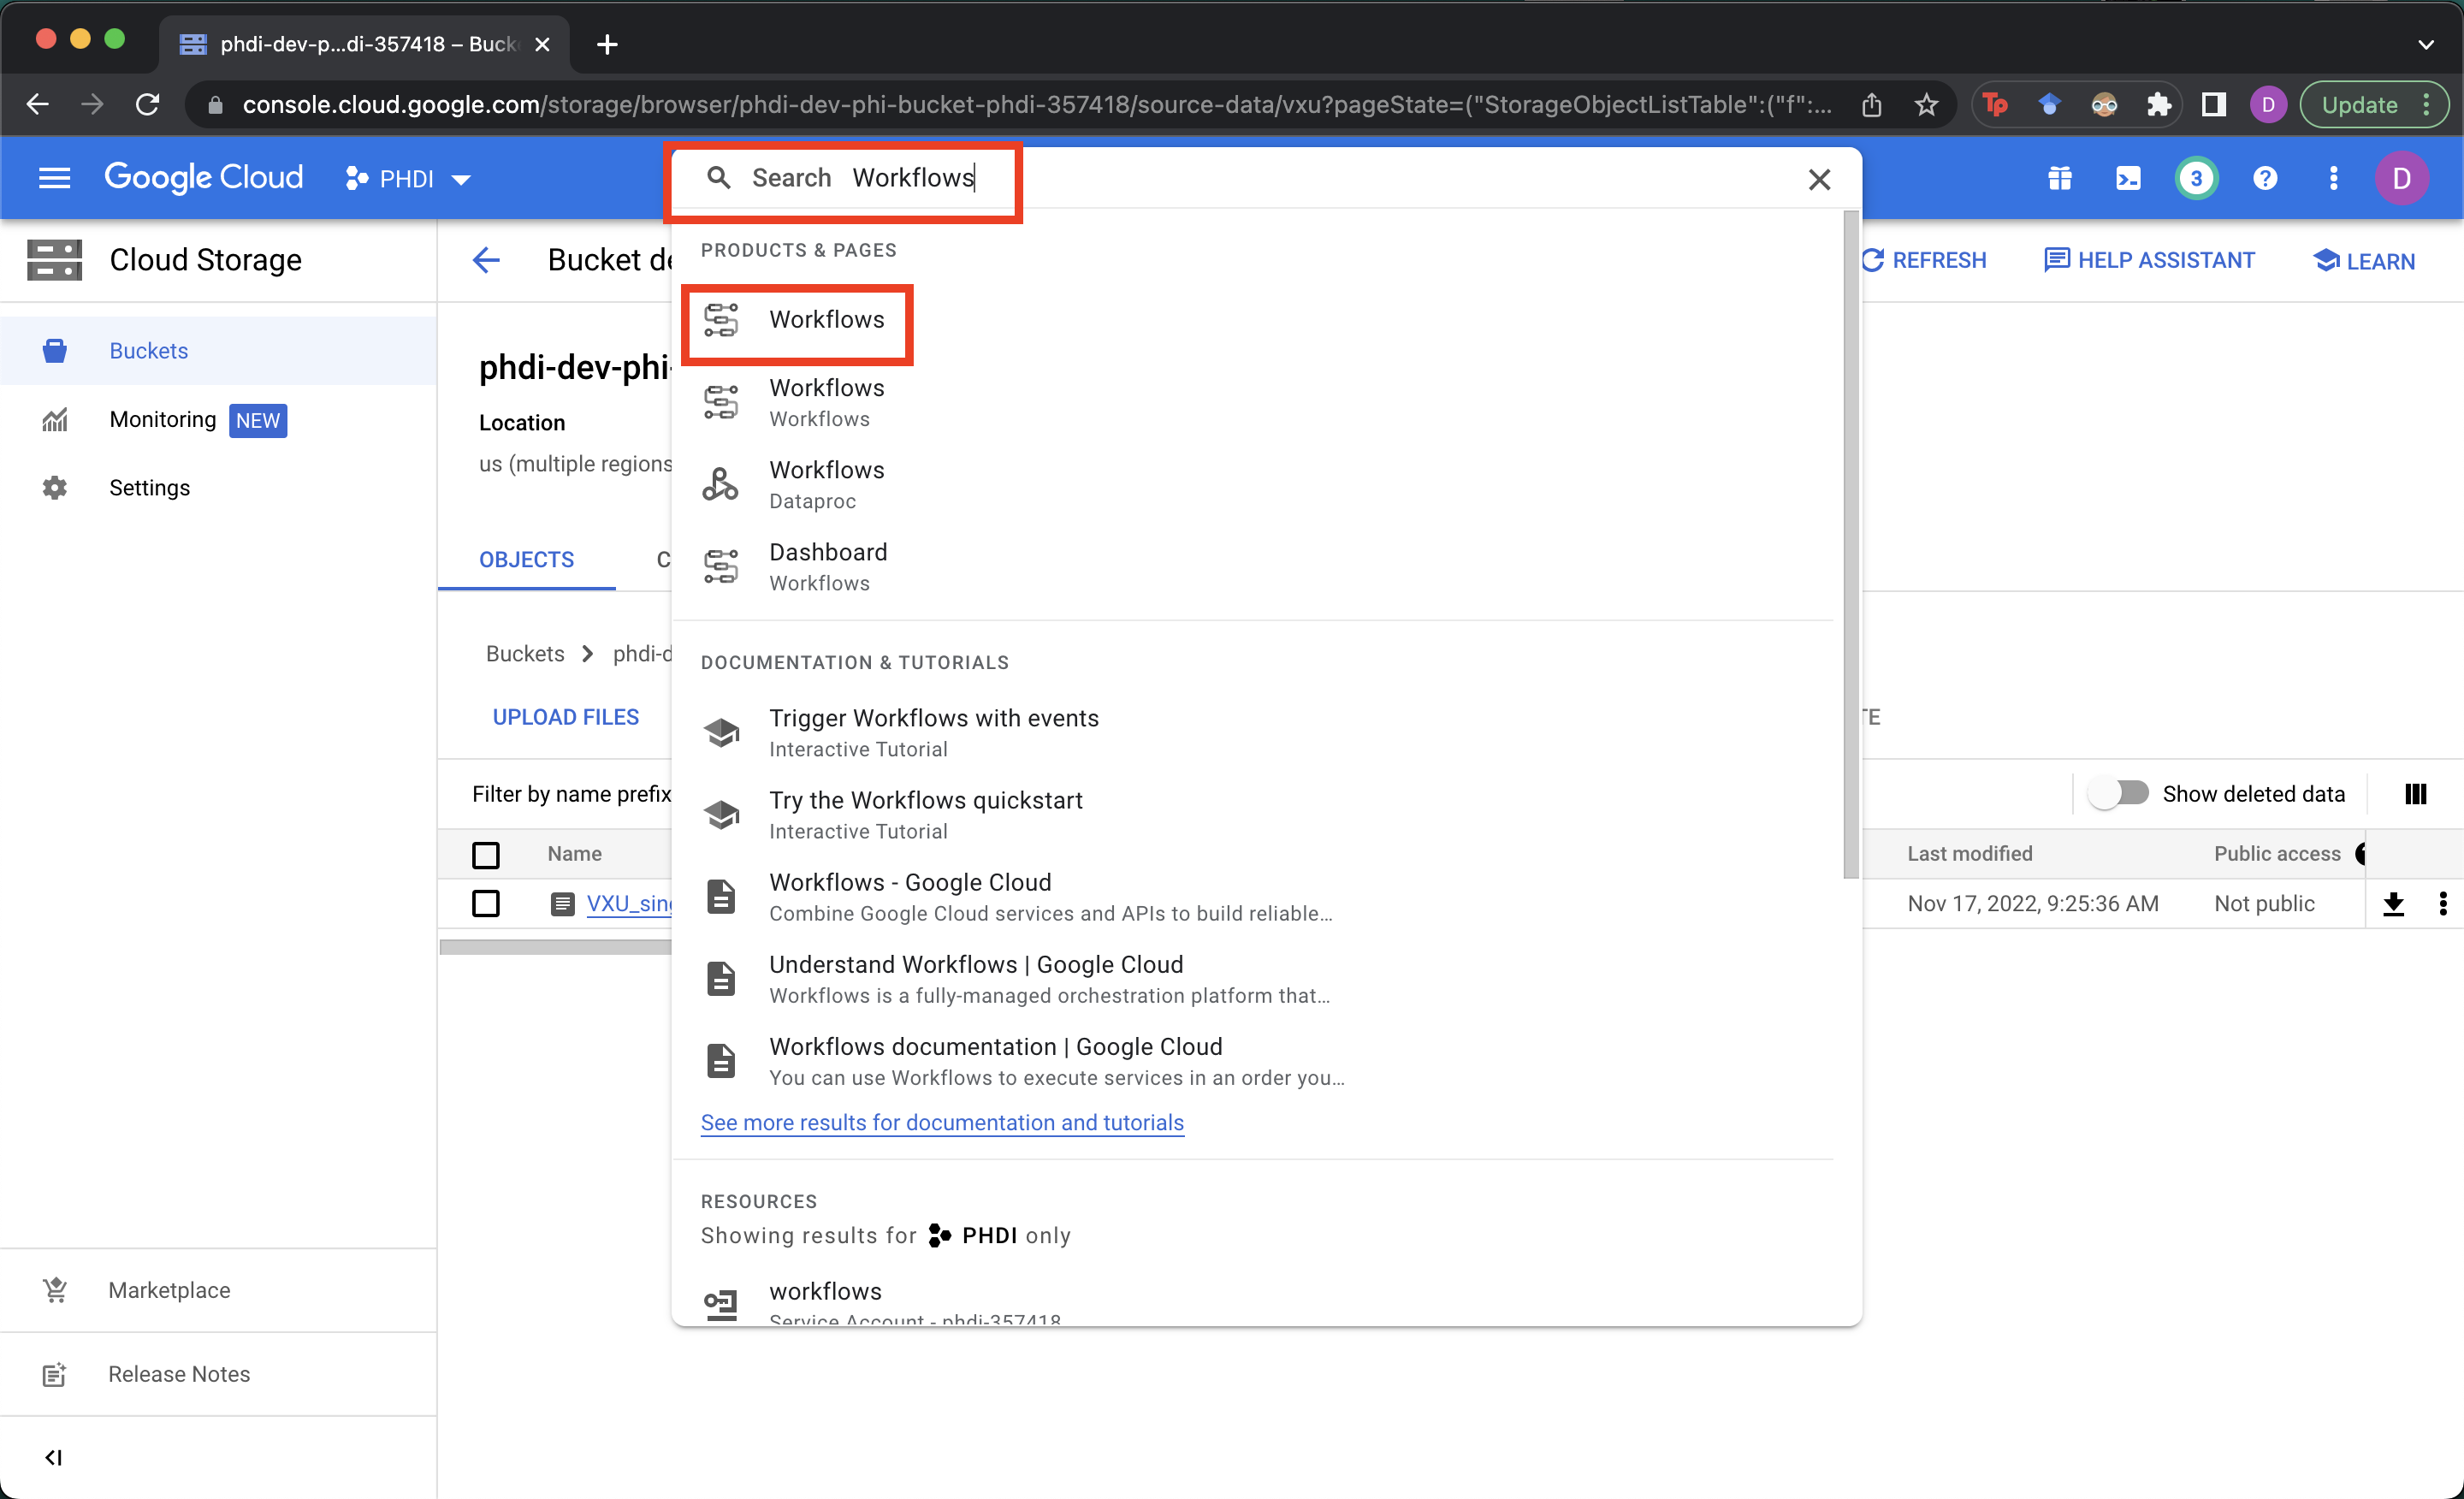 phdi-dev-p...di-357418 – Buck
console.cloud.google.com/storage/browser/phdi-dev-phi-bucket-phdi-357418/source-data/vxu?pageState=("StorageObjectListTable":("f":...
Tp
D
Update
Google Cloud
PHDI
Search Workflows
3
D
Cloud Storage
Bucket de
REFRESH
HELP ASSISTANT
LEARN
Buckets
Monitoring NEW
Settings
Marketplace
Release Notes
phdi-dev-phi-
Location
us (multiple regions
OBJECTS
C
Buckets
phdi-d
UPLOAD FILES
TE
Filter by name prefix
Show deleted data
Name
Last modified
Public access
VXU_sing
Nov 17, 2022, 9:25:36 AM
Not public
PRODUCTS & PAGES
Workflows
Workflows
Workflows
Workflows
Dataproc
Dashboard
Workflows
DOCUMENTATION & TUTORIALS
Trigger Workflows with events
Interactive Tutorial
Try the Workflows quickstart
Interactive Tutorial
Workflows - Google Cloud
Combine Google Cloud services and APIs to build reliable...
Understand Workflows | Google Cloud
Workflows is a fully-managed orchestration platform that...
Workflows documentation | Google Cloud
You can use Workflows to execute services in an order you...
See more results for documentation and tutorials
RESOURCES
Showing results for PHDI only
workflows
Service Account - phdi-357418